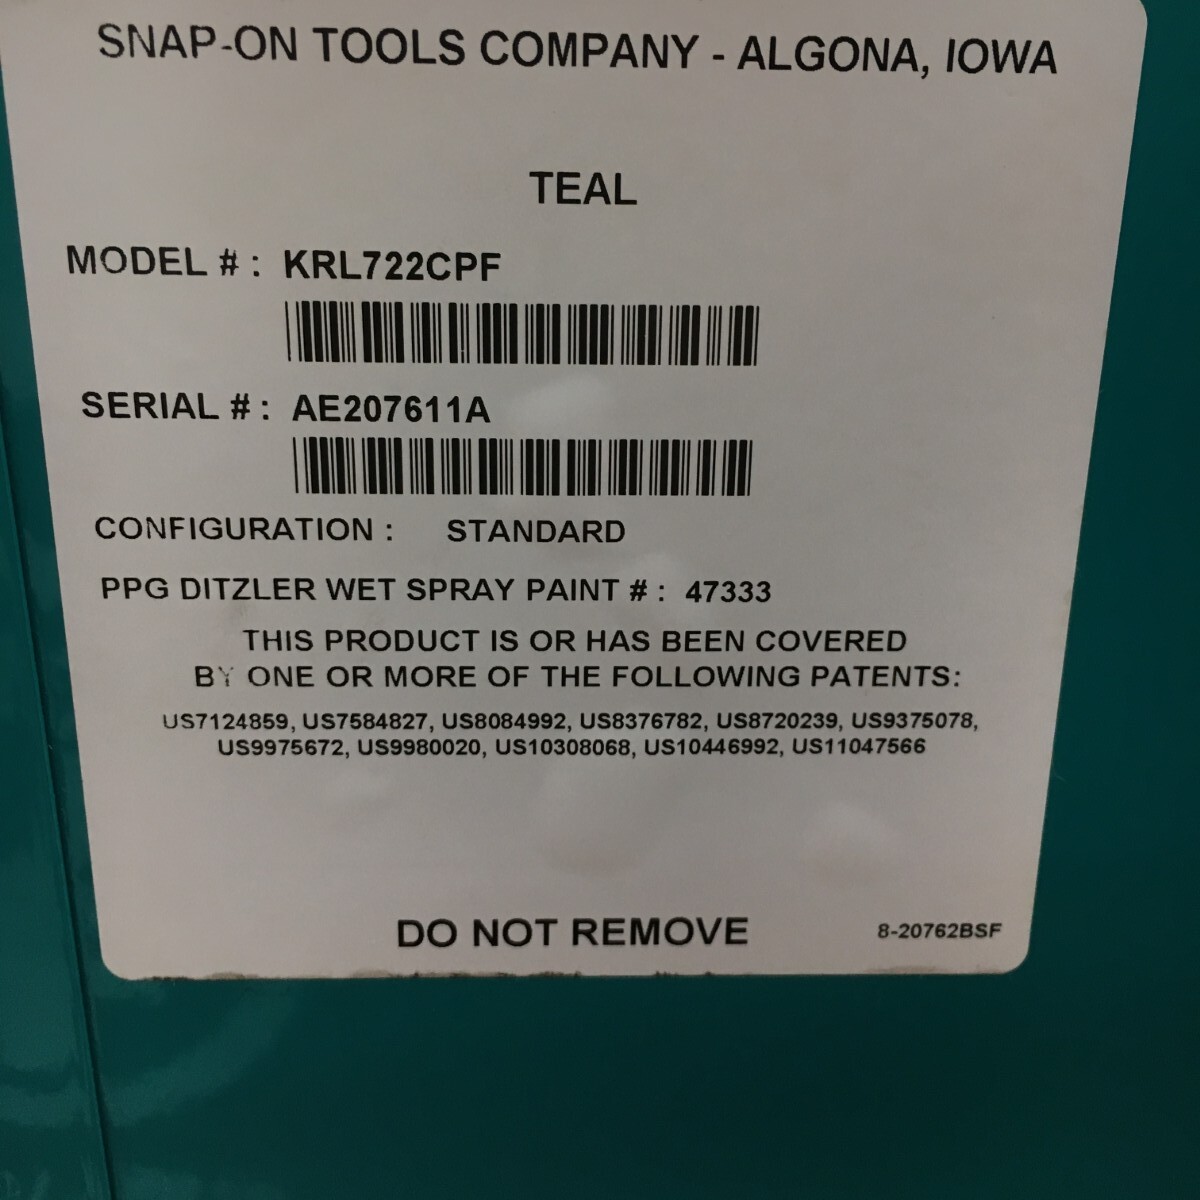 SNAP-ON TOOLS COMPANY - ALGONA, IOWA
TEAL
MODEL # : KRL722CPF
SERIAL # : AE207611A
CONFIGURATION : STANDARD
PPG DITZLER WET SPRAY PAINT # : 47333
THIS PRODUCT IS OR HAS BEEN COVERED
BY ONE OR MORE OF THE FOLLOWING PATENTS:
US7124859, US7584827, US8084992, US8376782, US8720239, US9375078,
US9975672, US9980020, US10308068, US10446992, US11047566
DO NOT REMOVE
8-20762BSF